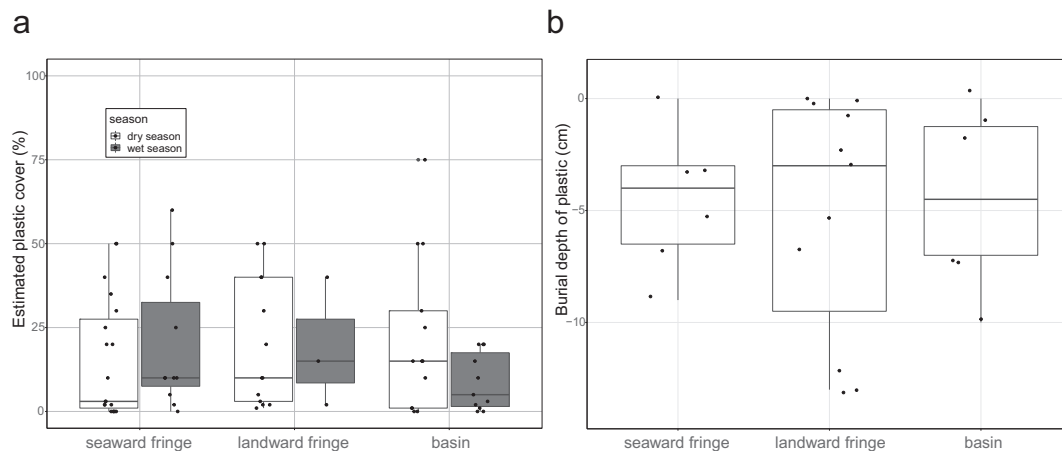 a
Estimated plastic cover (%)
100
75
50
25
0
season
dry season
wet season
seaward fringe landward fringe basin
b
Burial depth of plastic (cm)
0
−5
−10
seaward fringe landward fringe basin